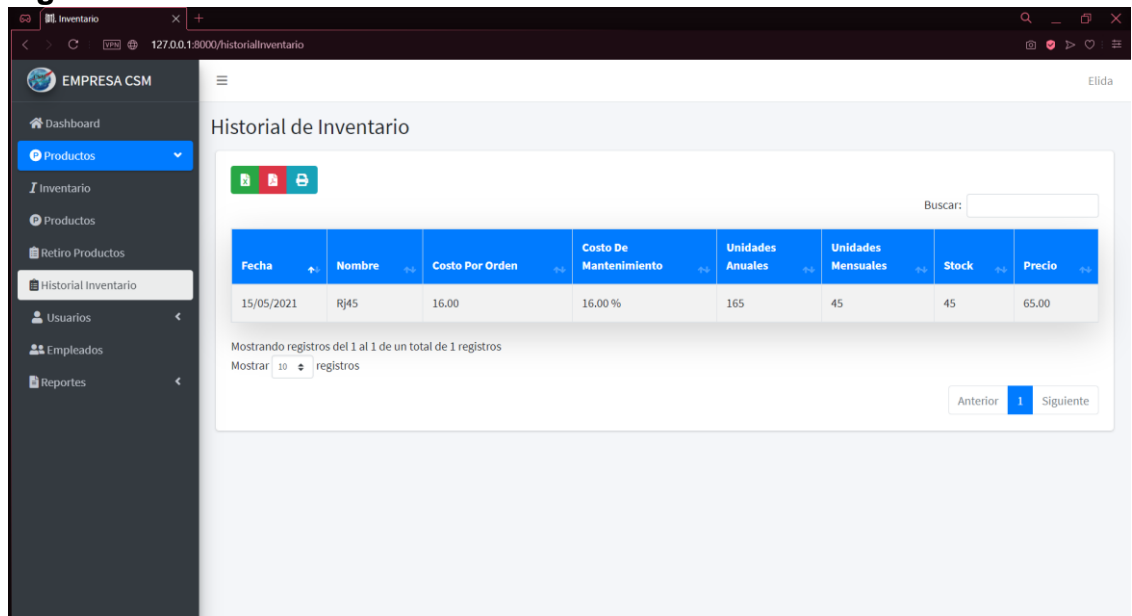 Inventario
VPN 127.0.0.1:8000/historialInventario
EMPRESA CSM
Elida
Dashboard
Productos
I Inventario
Productos
Retiro Productos
Historial Inventario
Usuarios
Empleados
Reportes
Historial de Inventario
Buscar:
Fecha Nombre Costo Por Orden Costo De Mantenimiento Unidades Anuales Unidades Mensuales Stock Precio
15/05/2021 Rj45 16.00 16.00 % 165 45 45 65.00
Mostrando registros del 1 al 1 de un total de 1 registros
Mostrar 10 registros
Anterior 1 Siguiente